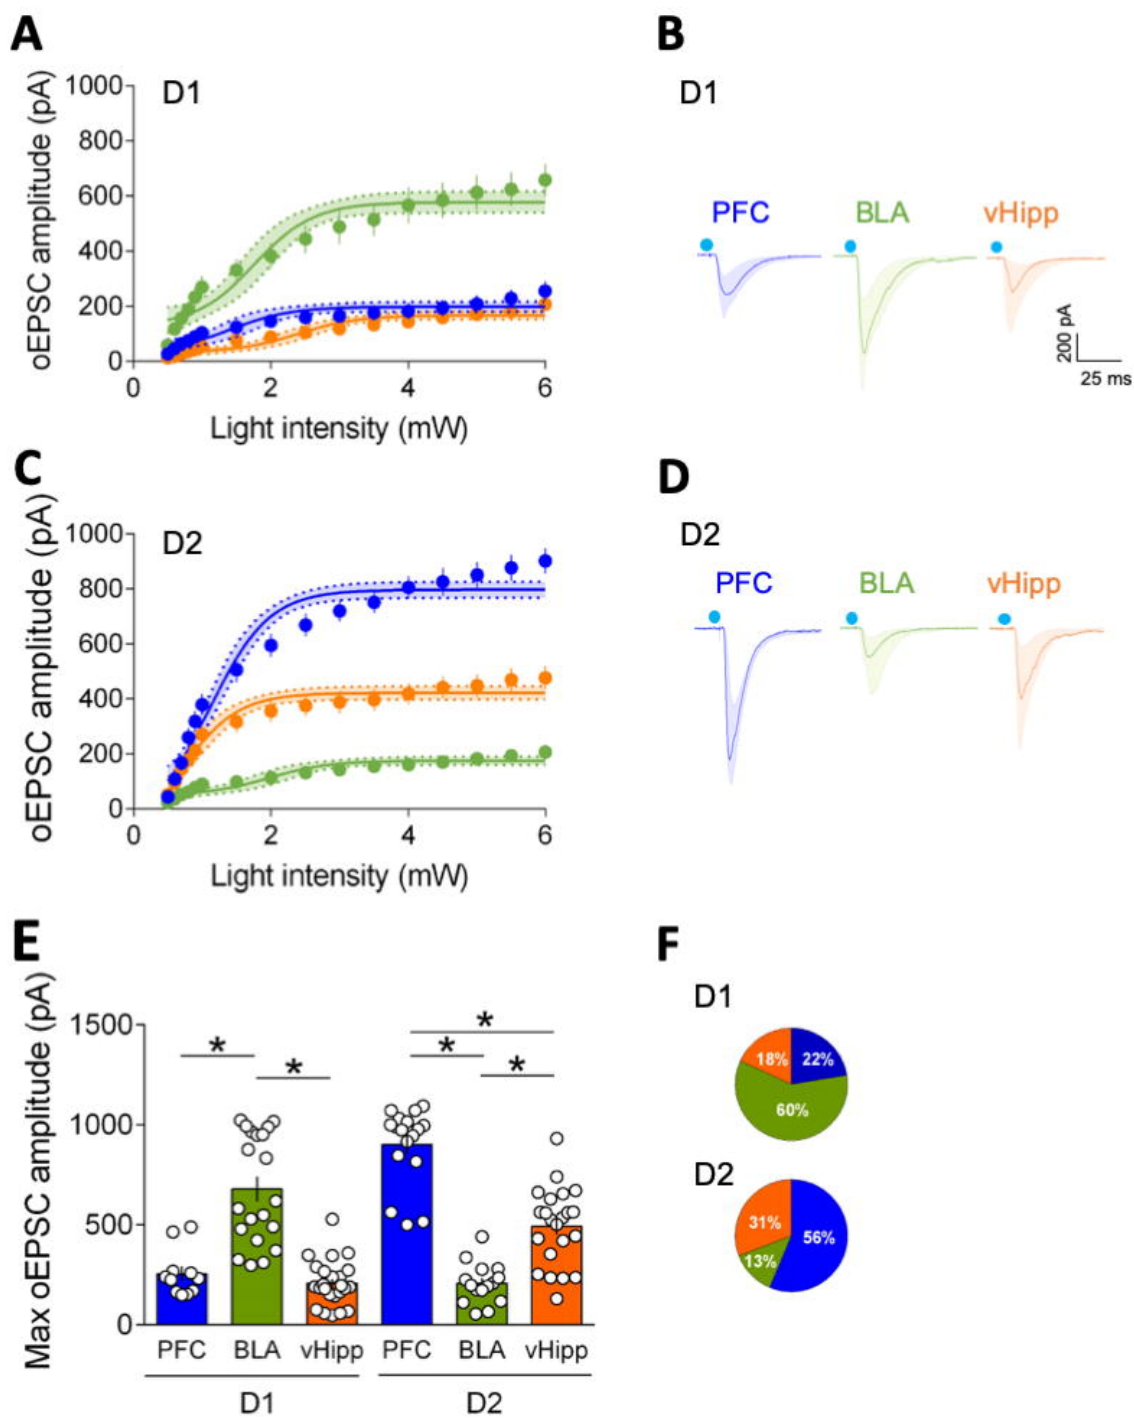 A
oEPSC amplitude (pA)
1000
800
600
400
200
0
D1
0 2 4 6
Light intensity (mW)
B
D1
PFC BLA vHipp
200 pA
25 ms
C
oEPSC amplitude (pA)
1000
800
600
400
200
0
D2
0 2 4 6
Light intensity (mW)
D
D2
PFC BLA vHipp
E
Max oEPSC amplitude (pA)
1500
1000
500
0
* * * * *
PFC BLA vHipp PFC BLA vHipp
D1 D2
F
D1
18% 22%
60%
D2
31% 56%
13%